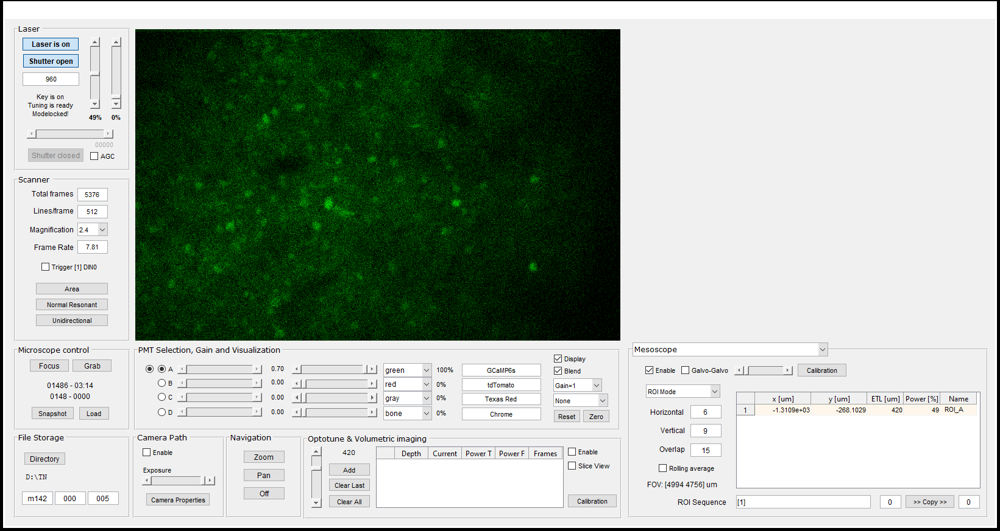 Laser
Laser is on
Shutter open
960
Key is on
Tuning is ready
Modelocked!
49% 0%
00000
Shutter closed AGC
Scanner
Total frames 5376
Lines/frame 512
Magnification 2.4
Frame Rate 7.81
Trigger [1] DIN0
Area
Normal Resonant
Unidirectional
Microscope control
Focus Grab
01486 - 03:14
0148 - 0000
Snapshot Load
PMT Selection, Gain and Visualization
A 0.70 green 100% GCaMP6s
B 0.00 red 0% tdTomato
C 0.00 gray 0% Texas Red
D 0.00 bone 0% Chrome
Display
Blend
Gain=1
None
Reset Zero
File Storage
Directory
D:\TN
m142 000 005
Camera Path
Enable
Exposure
Camera Properties
Navigation
Zoom
Pan
Off
Optotune & Volumetric imaging
420
Add
Clear Last
Clear All
Depth Current Power T Power F Frames
Enable
Slice View
Calibration
Mesoscope
Enable Galvo-Galvo Calibration
ROI Mode
Horizontal 6
Vertical 9
Overlap 15
Rolling average
FOV: [4994 4756] um
x [um] y [um] ETL [um] Power [%] Name
1 -1.3109e+03 -268.1029 420 49 ROI_A
ROI Sequence [1] 0 >> Copy >> 0